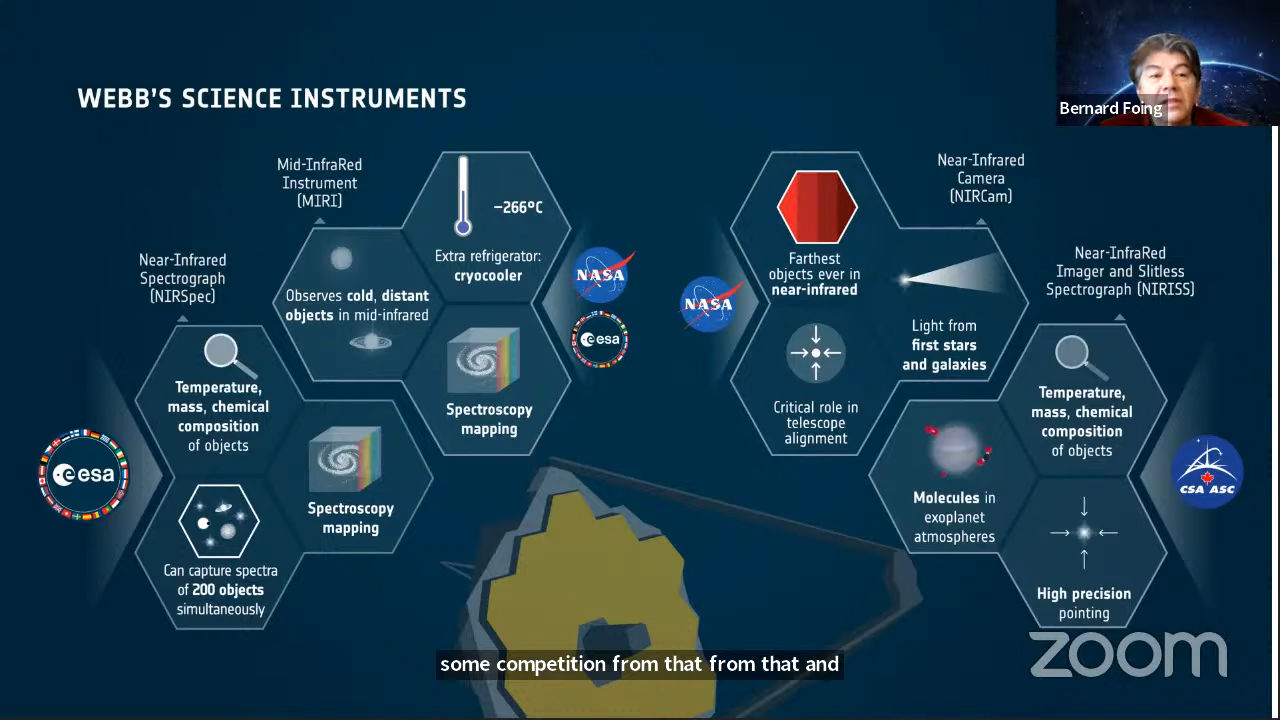 WEBB'S SCIENCE INSTRUMENTS
Bernard Foing
Near-Infrared
Spectrograph
(NIRSpec)
Temperature,
mass, chemical
composition
of objects
Can capture spectra
of 200 objects
simultaneously
Spectroscopy
mapping
esa
Mid-InfraRed
Instrument
(MIRI)
Observes cold, distant
objects in mid-infrared
−266°C
Extra refrigerator:
cryocooler
Spectroscopy
mapping
NASA
esa
NASA
Near-Infrared
Camera
(NIRCam)
Farthest
objects ever in
near-infrared
Light from
first stars
and galaxies
Critical role in
telescope
alignment
Near-InfraRed
Imager and Slitless
Spectrograph (NIRISS)
Temperature,
mass, chemical
composition
of objects
Molecules in
exoplanet
atmospheres
High precision
pointing
CSA ASC
zoom
some competition from that from that and